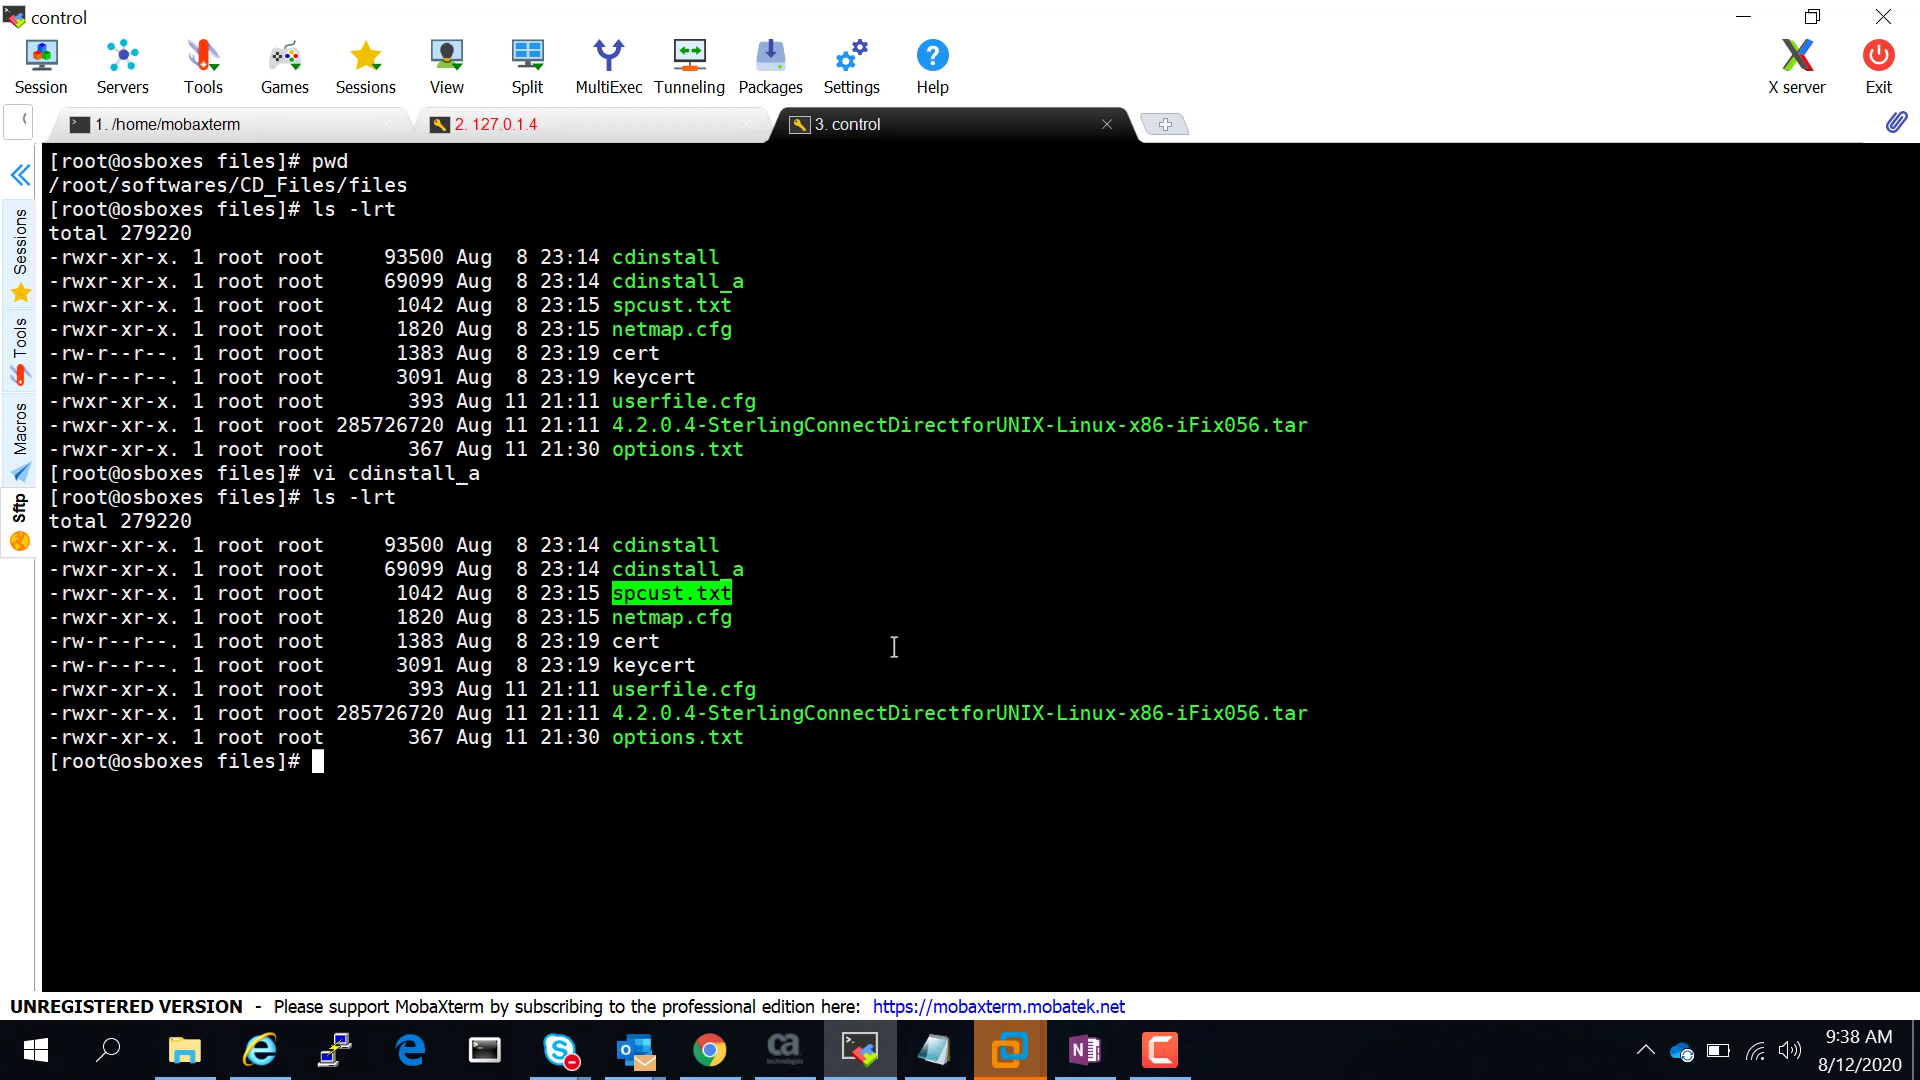 control
Session Servers Tools Games Sessions View Split MultiExec Tunneling Packages Settings Help X server Exit
1. /home/mobaxterm 2. 127.0.1.4 3. control
[root@osboxes files]# pwd
/root/softwares/CD_Files/files
[root@osboxes files]# ls -lrt
total 279220
-rwxr-xr-x. 1 root root     93500 Aug  8 23:14 cdinstall
-rwxr-xr-x. 1 root root     69099 Aug  8 23:14 cdinstall_a
-rwxr-xr-x. 1 root root      1042 Aug  8 23:15 spcust.txt
-rwxr-xr-x. 1 root root      1820 Aug  8 23:15 netmap.cfg
-rw-r--r--. 1 root root      1383 Aug  8 23:19 cert
-rw-r--r--. 1 root root      3091 Aug  8 23:19 keycert
-rwxr-xr-x. 1 root root       393 Aug 11 21:11 userfile.cfg
-rwxr-xr-x. 1 root root 285726720 Aug 11 21:11 4.2.0.4-SterlingConnectDirectforUNIX-Linux-x86-iFix056.tar
-rwxr-xr-x. 1 root root       367 Aug 11 21:30 options.txt
[root@osboxes files]# vi cdinstall_a
[root@osboxes files]# ls -lrt
total 279220
-rwxr-xr-x. 1 root root     93500 Aug  8 23:14 cdinstall
-rwxr-xr-x. 1 root root     69099 Aug  8 23:14 cdinstall_a
-rwxr-xr-x. 1 root root      1042 Aug  8 23:15 spcust.txt
-rwxr-xr-x. 1 root root      1820 Aug  8 23:15 netmap.cfg
-rw-r--r--. 1 root root      1383 Aug  8 23:19 cert
-rw-r--r--. 1 root root      3091 Aug  8 23:19 keycert
-rwxr-xr-x. 1 root root       393 Aug 11 21:11 userfile.cfg
-rwxr-xr-x. 1 root root 285726720 Aug 11 21:11 4.2.0.4-SterlingConnectDirectforUNIX-Linux-x86-iFix056.tar
-rwxr-xr-x. 1 root root       367 Aug 11 21:30 options.txt
[root@osboxes files]#
Sessions
Tools
Macros
Sftp
UNREGISTERED VERSION - Please support MobaXterm by subscribing to the professional edition here: https://mobaxterm.mobatek.net
ca
technologies
9:38 AM
8/12/2020